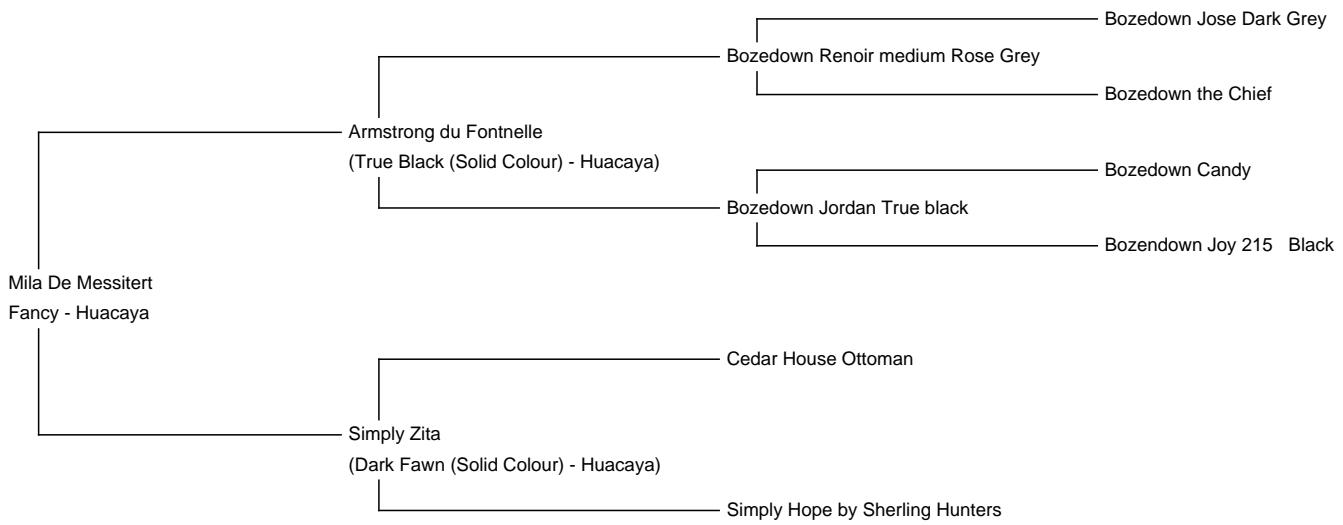 Bozedown Jose Dark Grey
Bozedown Renoir medium Rose Grey
Bozedown the Chief
Armstrong du Fontnelle
(True Black (Solid Colour) - Huacaya)
Bozedown Candy
Bozedown Jordan True black
Bozendown Joy 215   Black
Mila De Messitert
Fancy - Huacaya
Cedar House Ottoman
Simply Zita
(Dark Fawn (Solid Colour) - Huacaya)
Simply Hope by Sherling Hunters